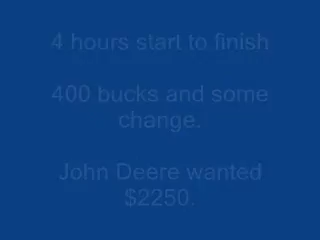 4 hours start to finish
400 bucks and some
change.
John Deere wanted
$2250.